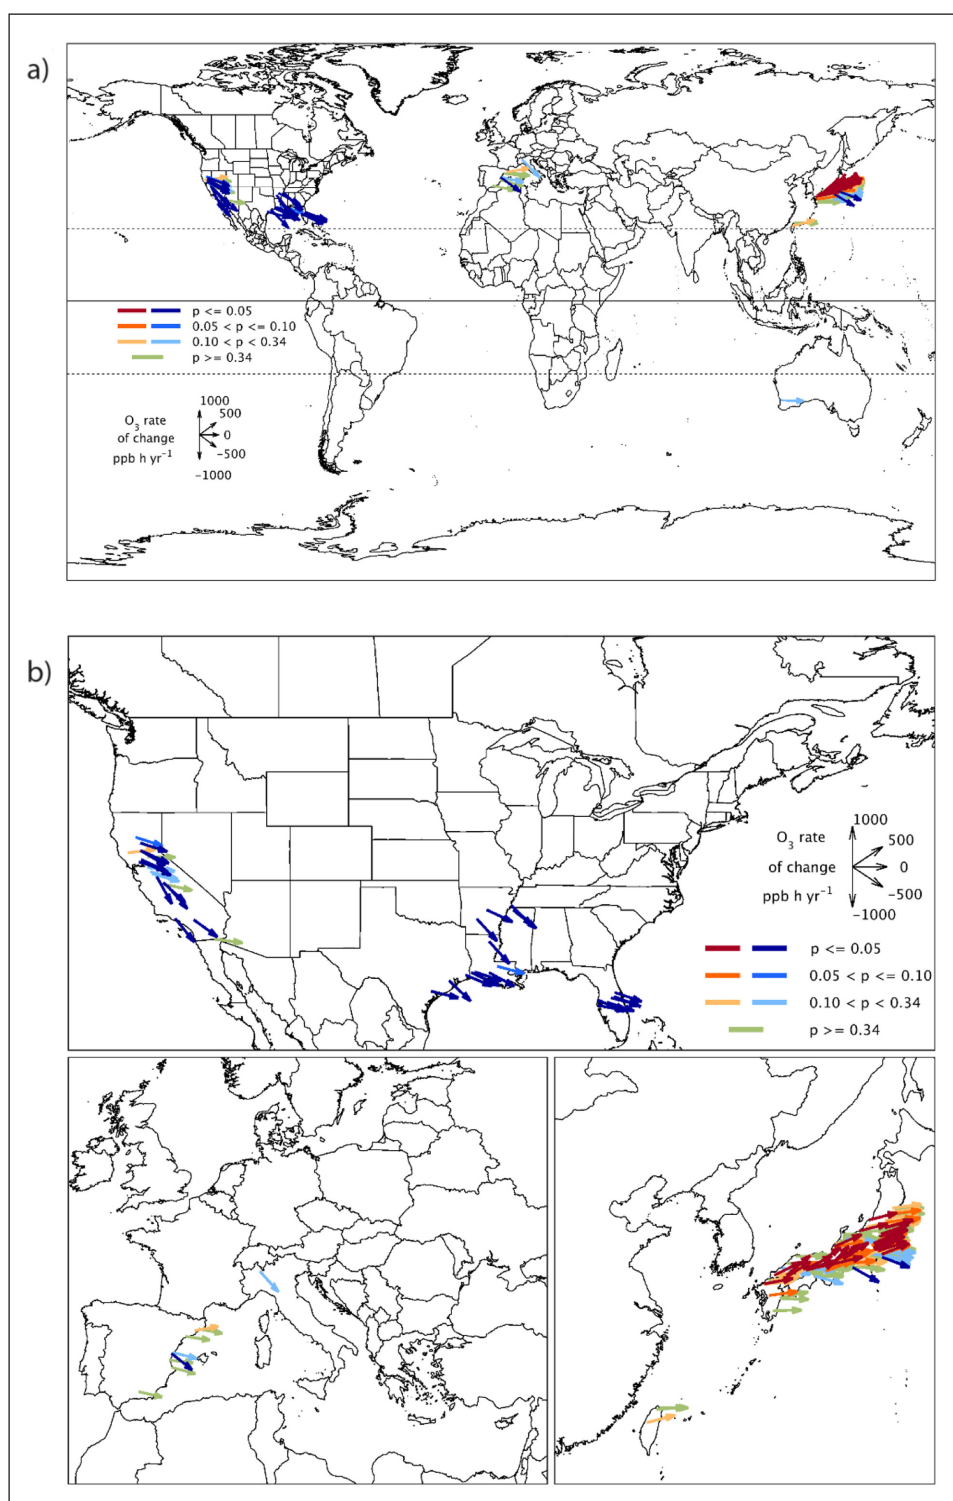 a)
p <= 0.05
0.05 < p <= 0.10
0.10 < p < 0.34
p >= 0.34
1000
500
O₃ rate
of change
0
ppb h yr⁻¹
−500
−1000
b)
1000
O₃ rate
500
of change
0
ppb h yr⁻¹
−500
−1000
p <= 0.05
0.05 < p <= 0.10
0.10 < p < 0.34
p >= 0.34